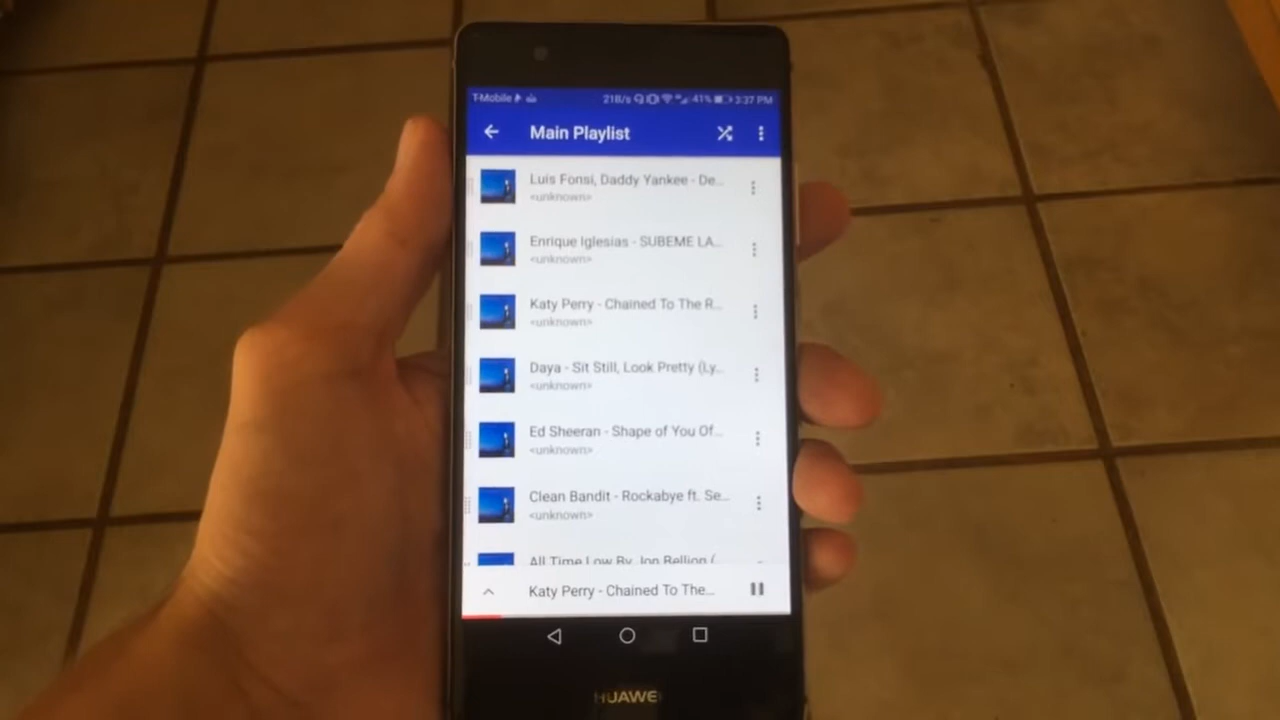 T-Mobile
21B/s 41% 3:37 PM
Main Playlist
Luis Fonsi, Daddy Yankee - De...
<unknown>
Enrique Iglesias - SUBEME LA...
<unknown>
Katy Perry - Chained To The R...
<unknown>
Daya - Sit Still, Look Pretty (Ly...
<unknown>
Ed Sheeran - Shape of You Of...
<unknown>
Clean Bandit - Rockabye ft. Se...
<unknown>
All Time Low By Jon Bellion (
Katy Perry - Chained To The...
HUAWEI